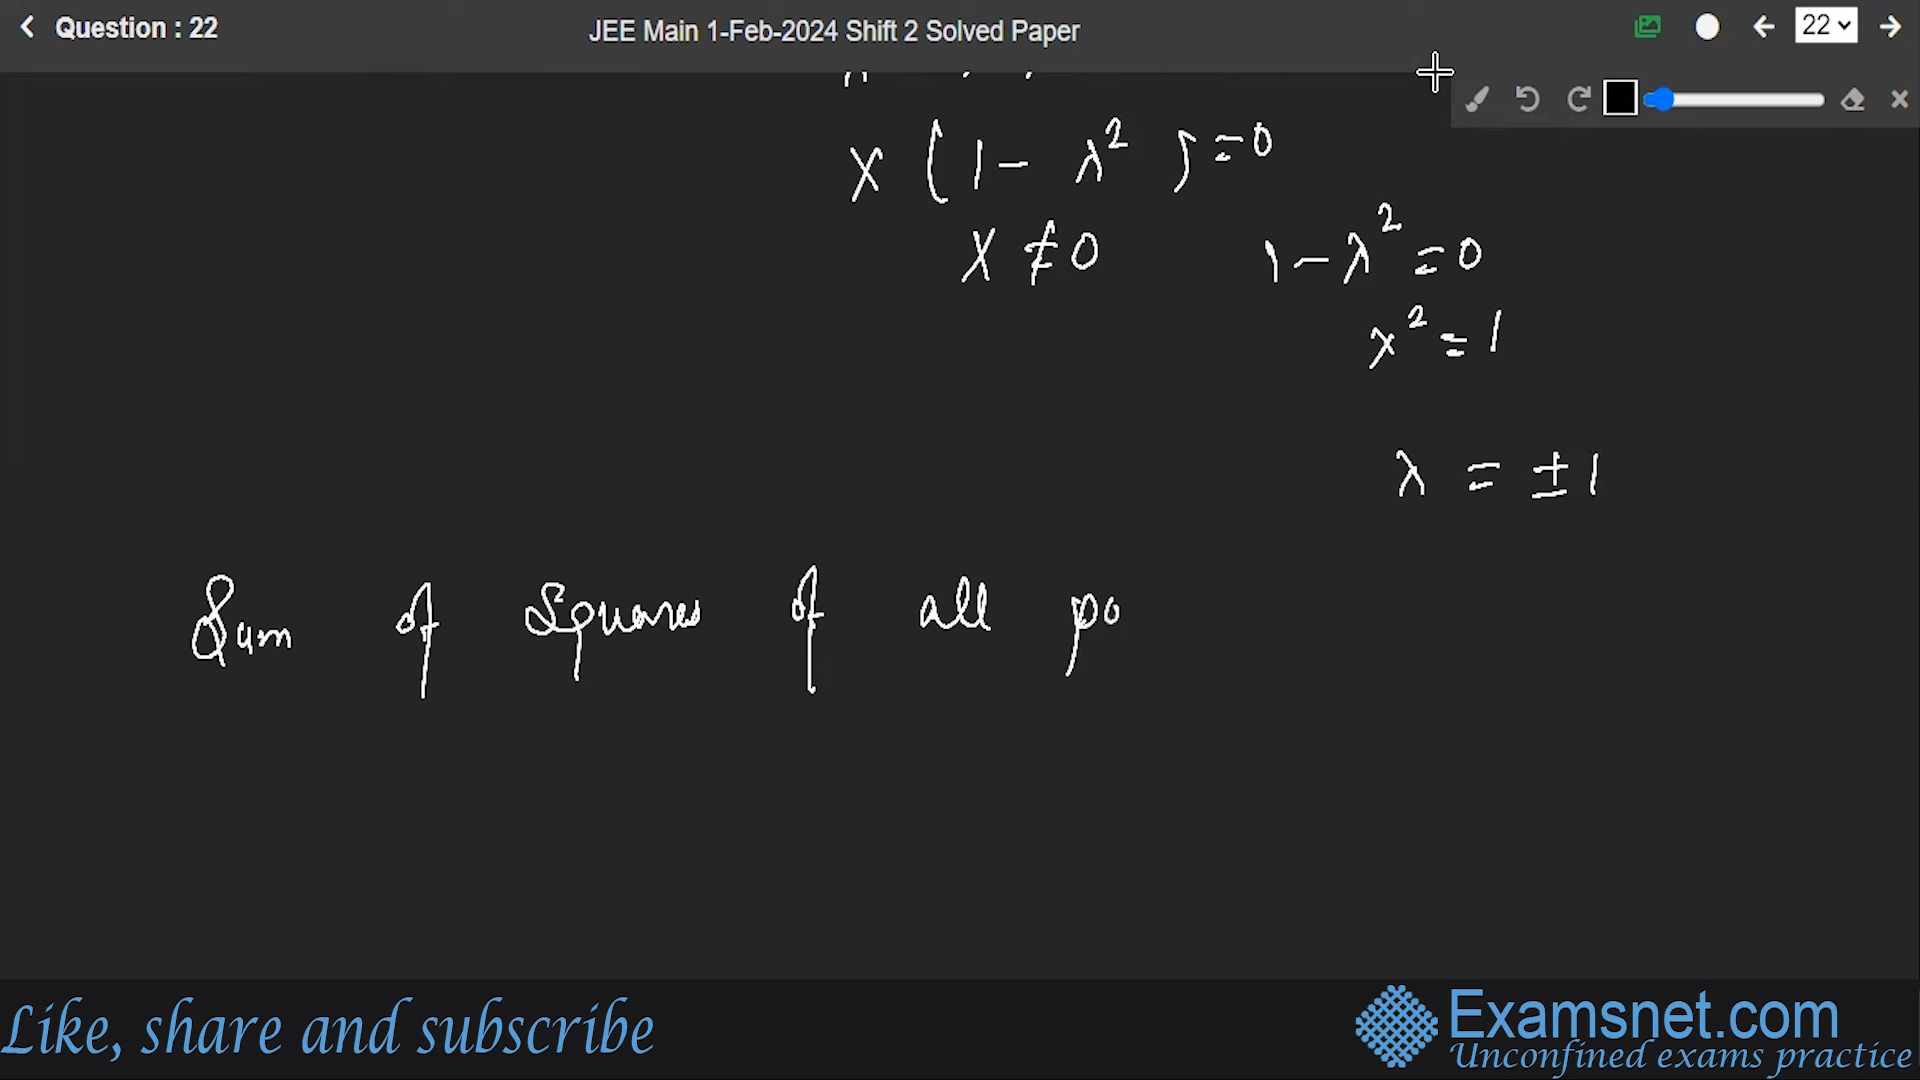 Question : 22
JEE Main 1-Feb-2024 Shift 2 Solved Paper
22
x ( 1 - λ² ) = 0
x ≠ 0
1 - λ² = 0
λ² = 1
λ = ± 1
Sum of Squares of all po
Like, share and subscribe
Examsnet.com
Unconfined exams practice